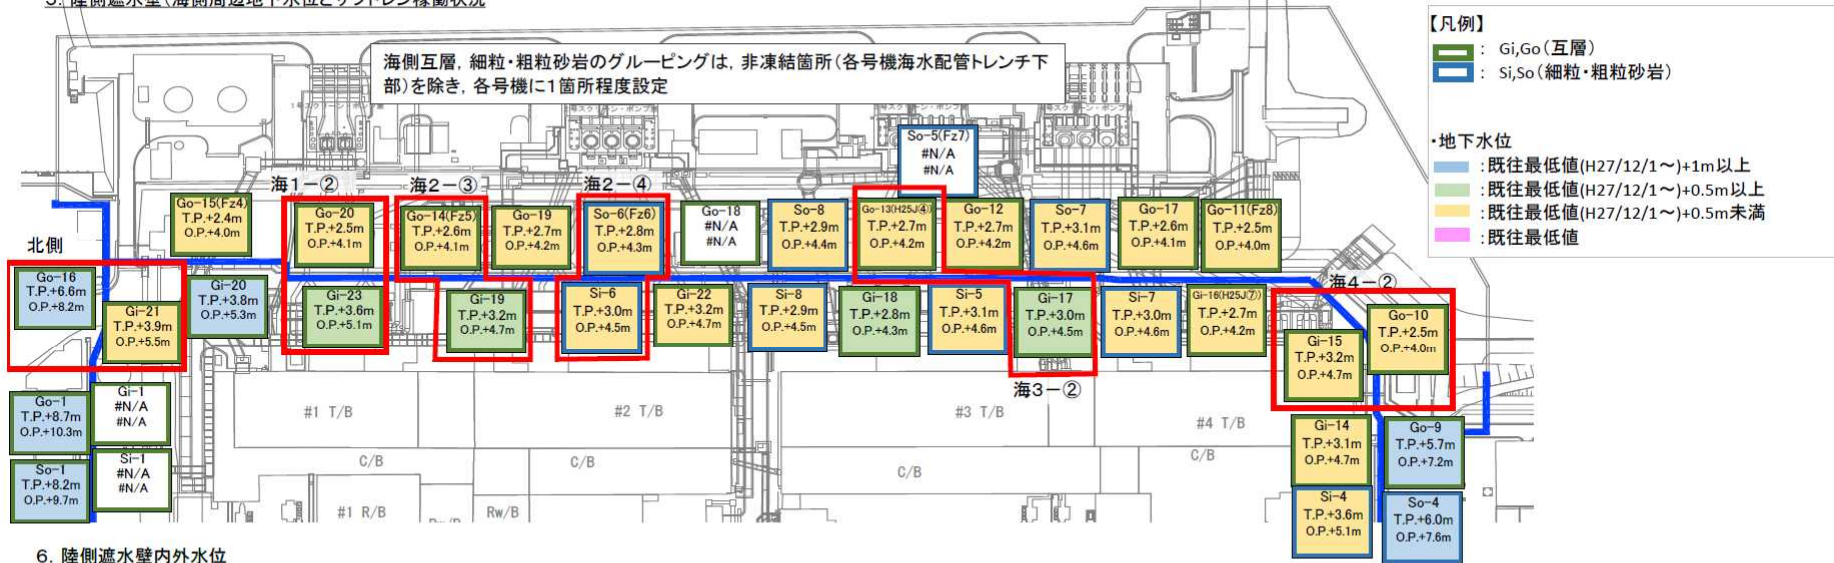 5. 陸側遮水壁(海側周辺地下水位とサブドレン稼働状況
海側互層, 細粒・粗粒砂岩のグルーピングは, 非凍結箇所(各号機海水配管トレンチ下
部)を除き, 各号機に1箇所程度設定
【凡例】
: Gi,Go(互層)
: Si,So(細粒・粗粒砂岩)
・地下水位
:既往最低値(H27/12/1~)+1m以上
:既往最低値(H27/12/1~)+0.5m以上
:既往最低値(H27/12/1~)+0.5m未満
:既往最低値
So-5(Fz7)
#N/A
#N/A
海1-②
海2-③
海2-④
Go-15(Fz4)
T.P.+2.4m
O.P.+4.0m
Go-20
T.P.+2.5m
O.P.+4.1m
Go-14(Fz5)
T.P.+2.6m
O.P.+4.1m
Go-19
T.P.+2.7m
O.P.+4.2m
So-6(Fz6)
T.P.+2.8m
O.P.+4.3m
Go-18
#N/A
#N/A
So-8
T.P.+2.9m
O.P.+4.4m
Go-13(H25J④)
T.P.+2.7m
O.P.+4.2m
Go-12
T.P.+2.7m
O.P.+4.2m
So-7
T.P.+3.1m
O.P.+4.6m
Go-17
T.P.+2.6m
O.P.+4.1m
Go-11(Fz8)
T.P.+2.5m
O.P.+4.0m
北側
Go-16
T.P.+6.6m
O.P.+8.2m
Gi-21
T.P.+3.9m
O.P.+5.5m
Gi-20
T.P.+3.8m
O.P.+5.3m
Gi-23
T.P.+3.6m
O.P.+5.1m
Gi-19
T.P.+3.2m
O.P.+4.7m
Si-6
T.P.+3.0m
O.P.+4.5m
Gi-22
T.P.+3.2m
O.P.+4.7m
Si-8
T.P.+2.9m
O.P.+4.5m
Gi-18
T.P.+2.8m
O.P.+4.3m
Si-5
T.P.+3.1m
O.P.+4.6m
Gi-17
T.P.+3.0m
O.P.+4.5m
Si-7
T.P.+3.0m
O.P.+4.6m
Gi-16(H25J⑦)
T.P.+2.7m
O.P.+4.2m
海4-②
Gi-15
T.P.+3.2m
O.P.+4.7m
Go-10
T.P.+2.5m
O.P.+4.0m
海3-②
Go-1
T.P.+8.7m
O.P.+10.3m
Gi-1
#N/A
#N/A
So-1
T.P.+8.2m
O.P.+9.7m
Si-1
#N/A
#N/A
#1 T/B
#2 T/B
#3 T/B
#4 T/B
C/B
C/B
C/B
C/B
#1 R/B
Rw/B
Gi-14
T.P.+3.1m
O.P.+4.7m
Go-9
T.P.+5.7m
O.P.+7.2m
Si-4
T.P.+3.6m
O.P.+5.1m
So-4
T.P.+6.0m
O.P.+7.6m
6. 陸側遮水壁内外水位